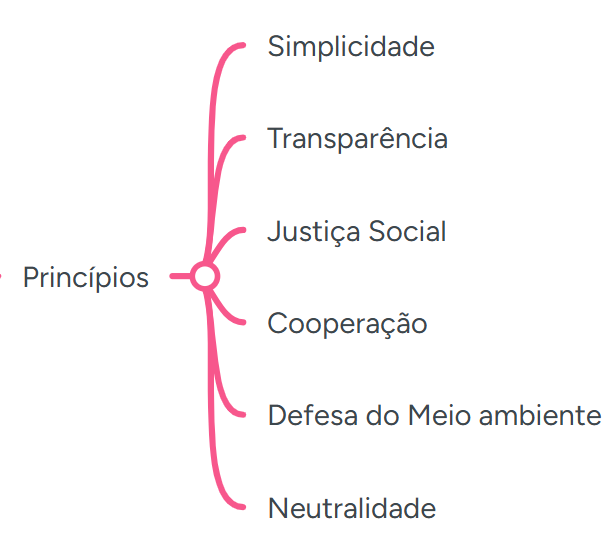 Simplicidade
Transparência
Justiça Social
Princípios
Cooperação
Defesa do Meio ambiente
Neutralidade